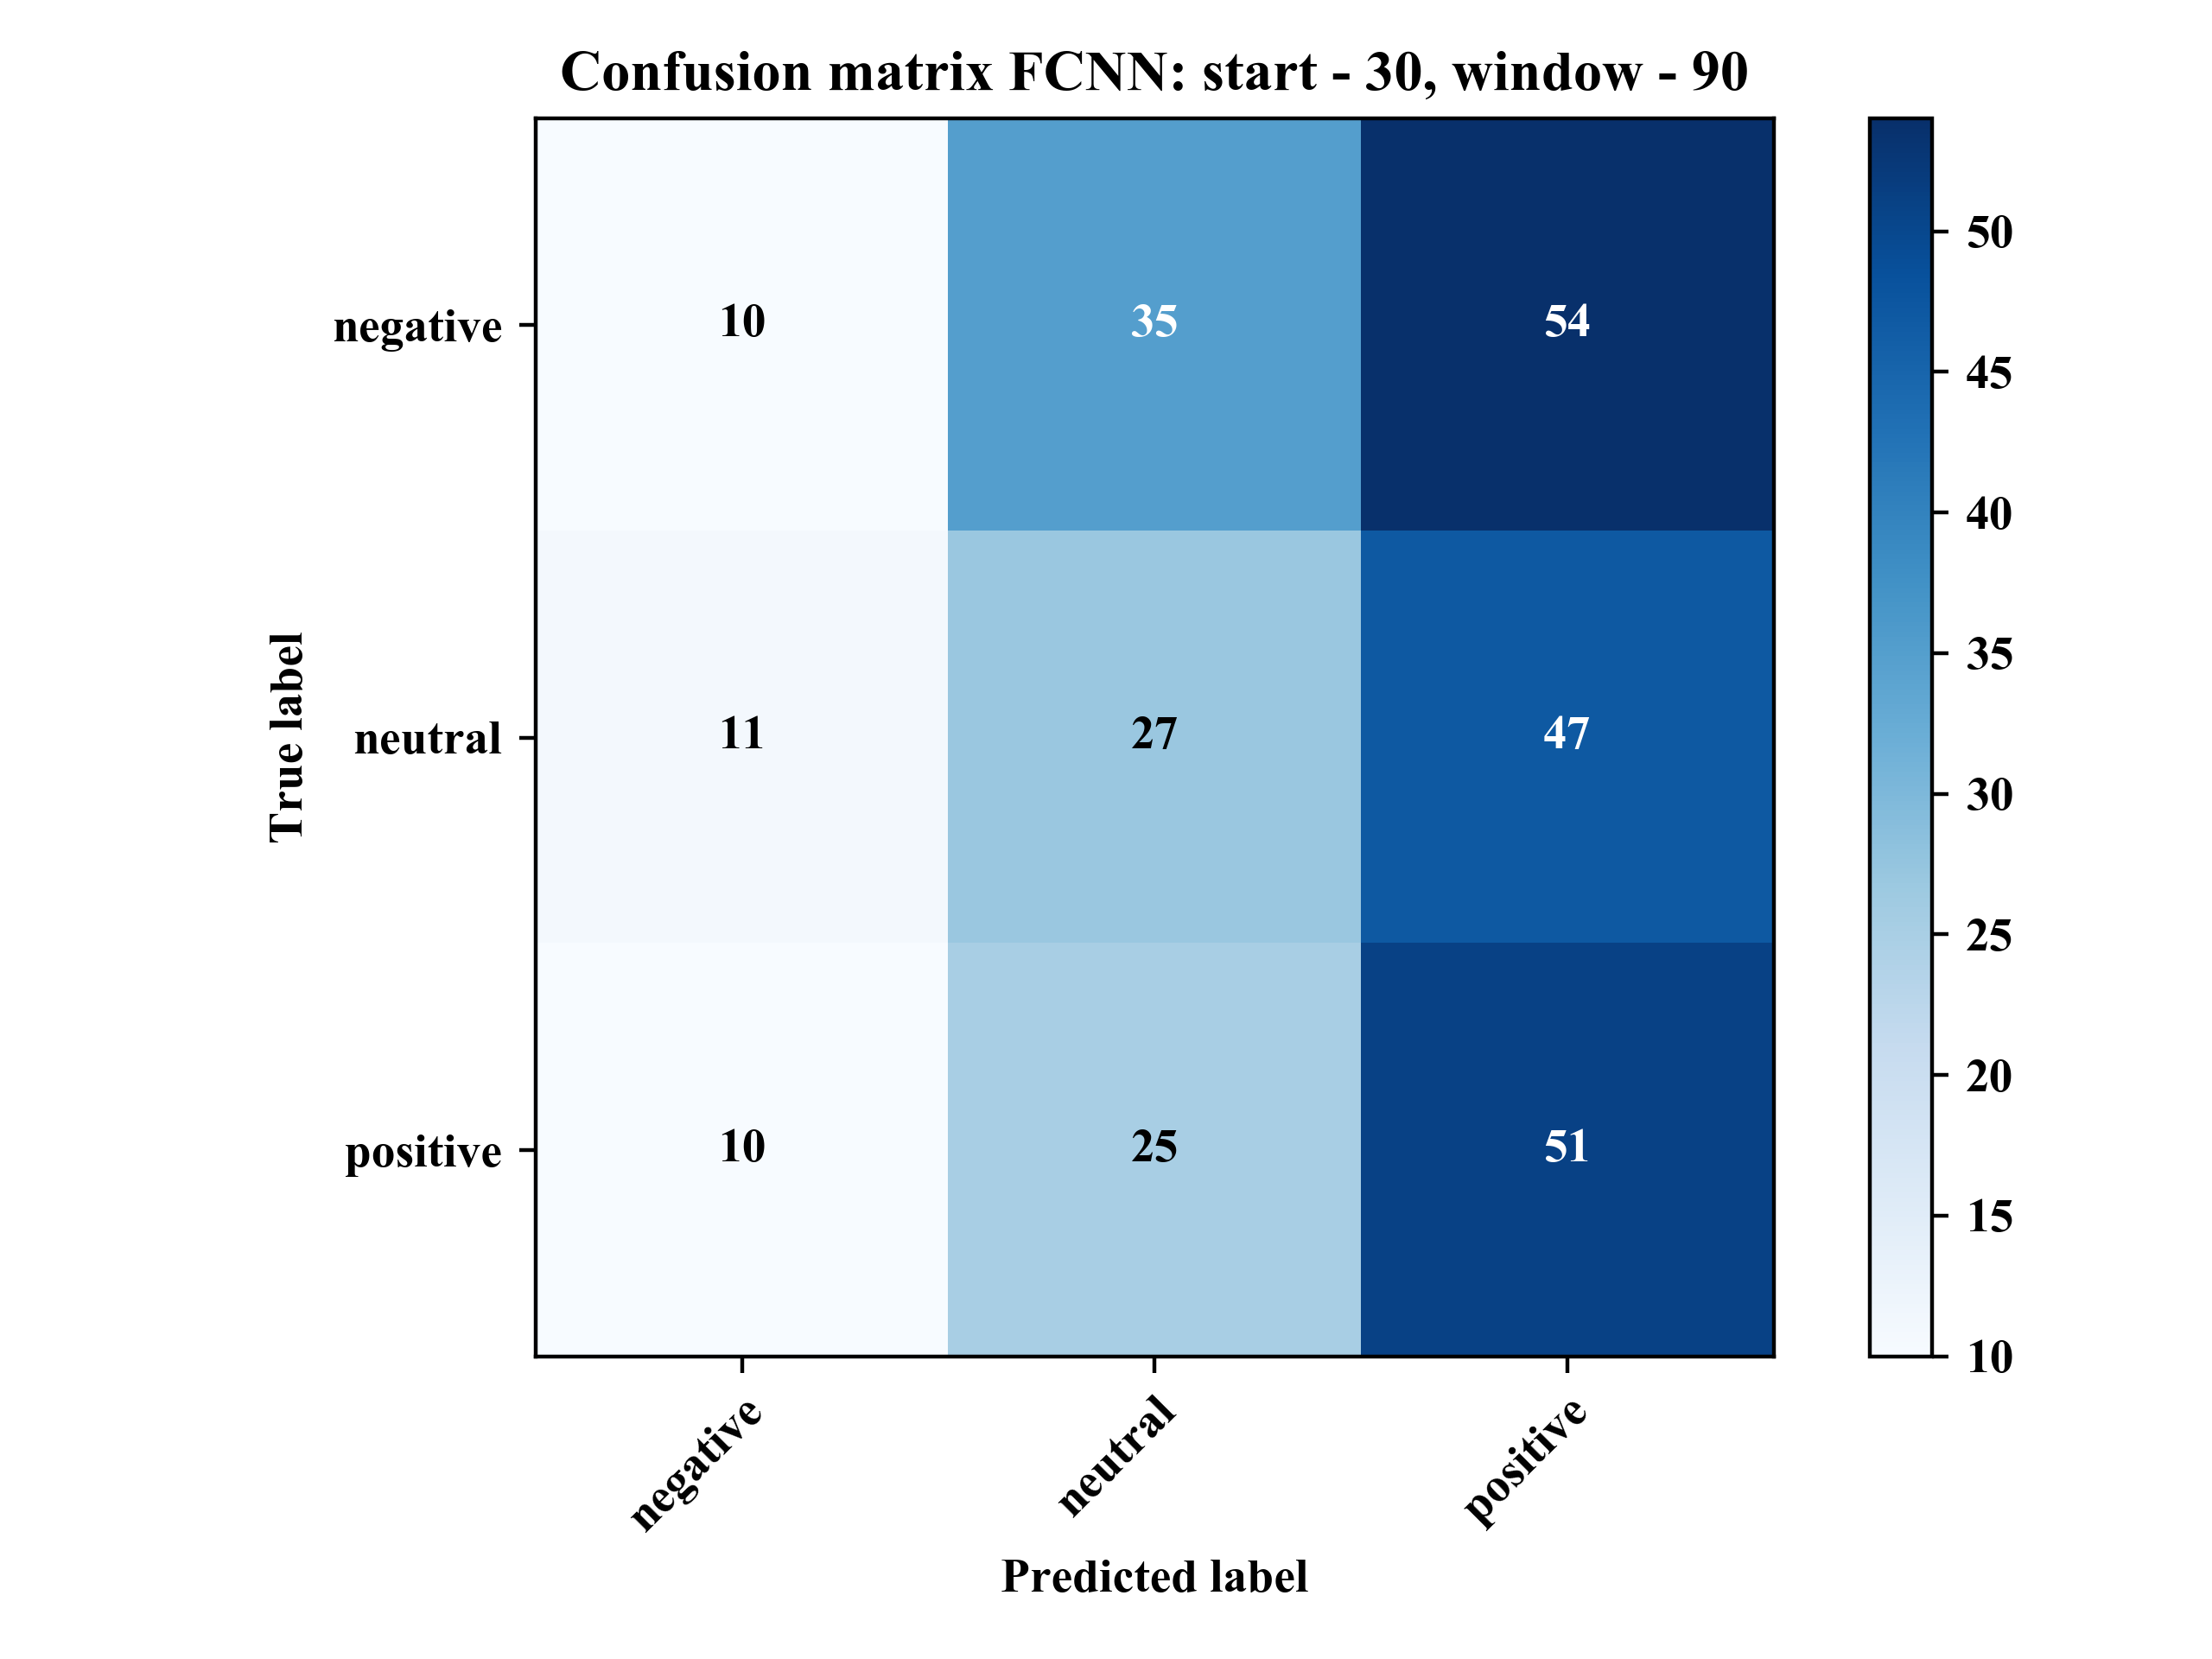 Confusion matrix FCNN: start - 30, window - 90
negative
10
35
54
50
45
40
35
30
25
20
15
10
True label
neutral
11
27
47
positive
10
25
51
negative
neutral
positive
Predicted label